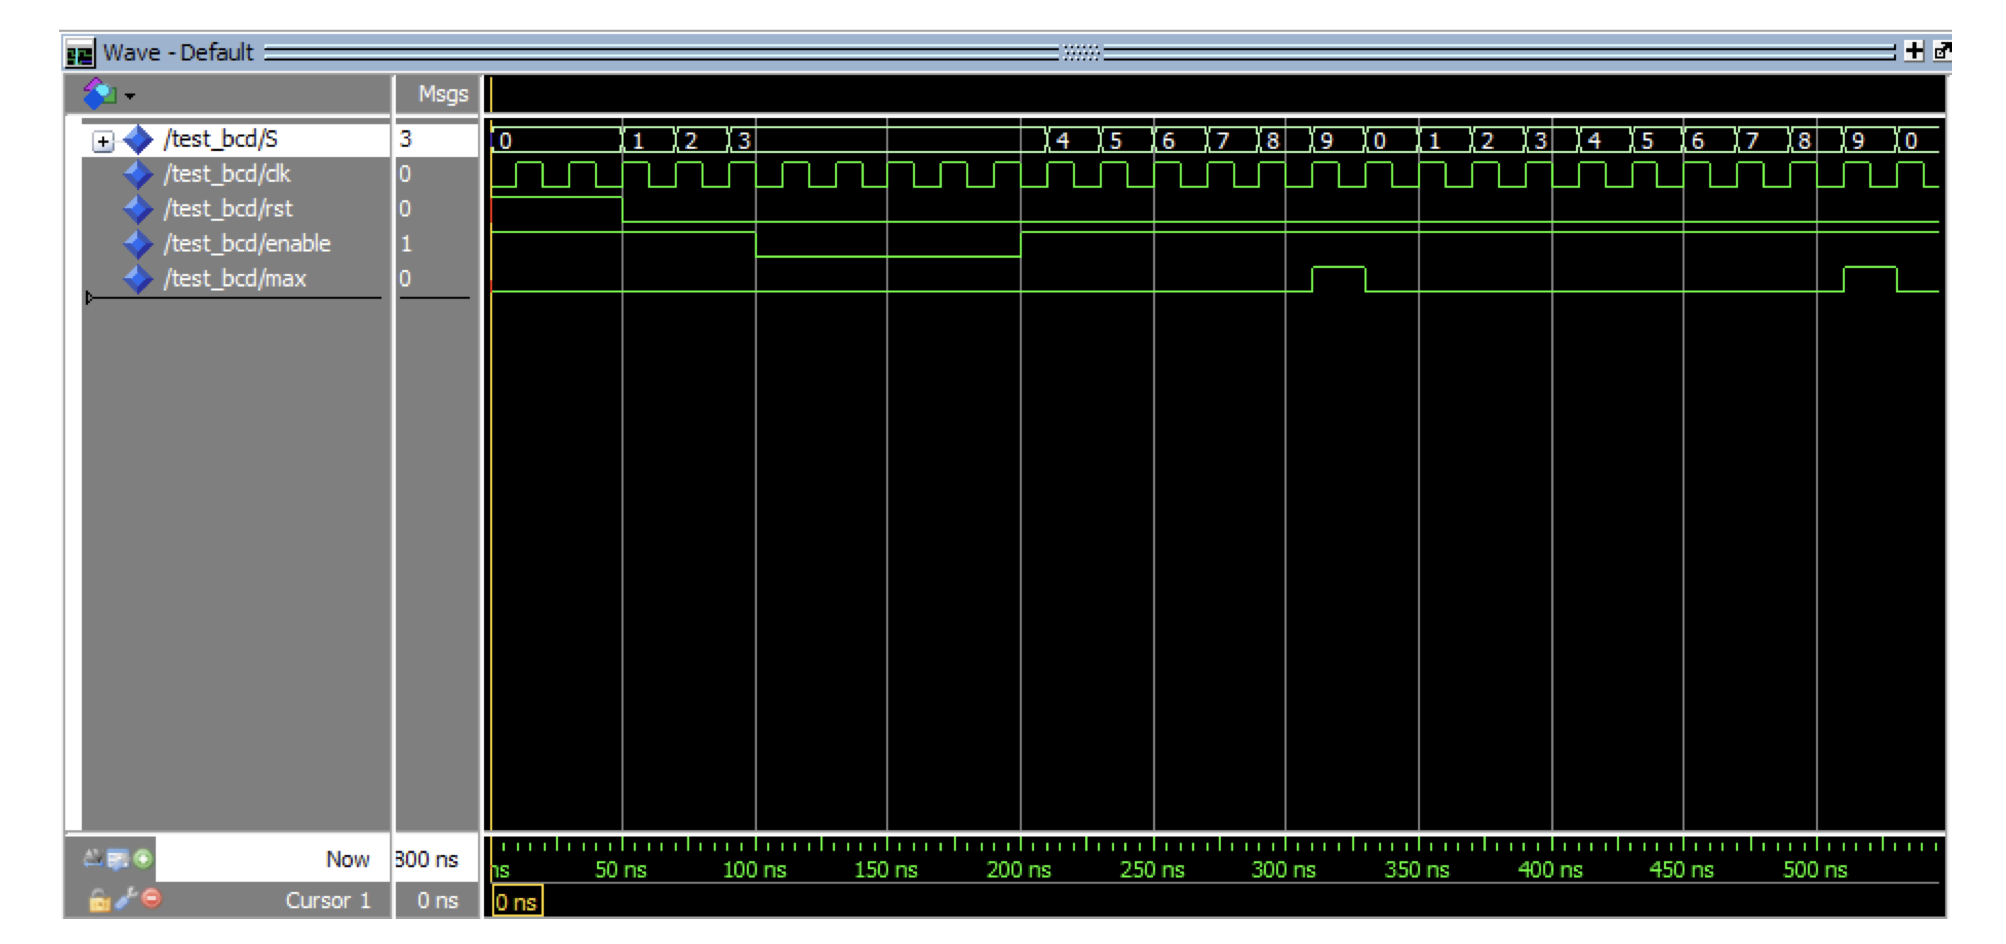 Wave - Default
Msgs
/test_bcd/S 3 0 1 2 3 4 5 6 7 8 9 0 1 2 3 4 5 6 7 8 9 0
/test_bcd/clk 0
/test_bcd/rst 0
/test_bcd/enable 1
/test_bcd/max 0
Now 800 ns ns 50 ns 100 ns 150 ns 200 ns 250 ns 300 ns 350 ns 400 ns 450 ns 500 ns
Cursor 1 0 ns 0 ns